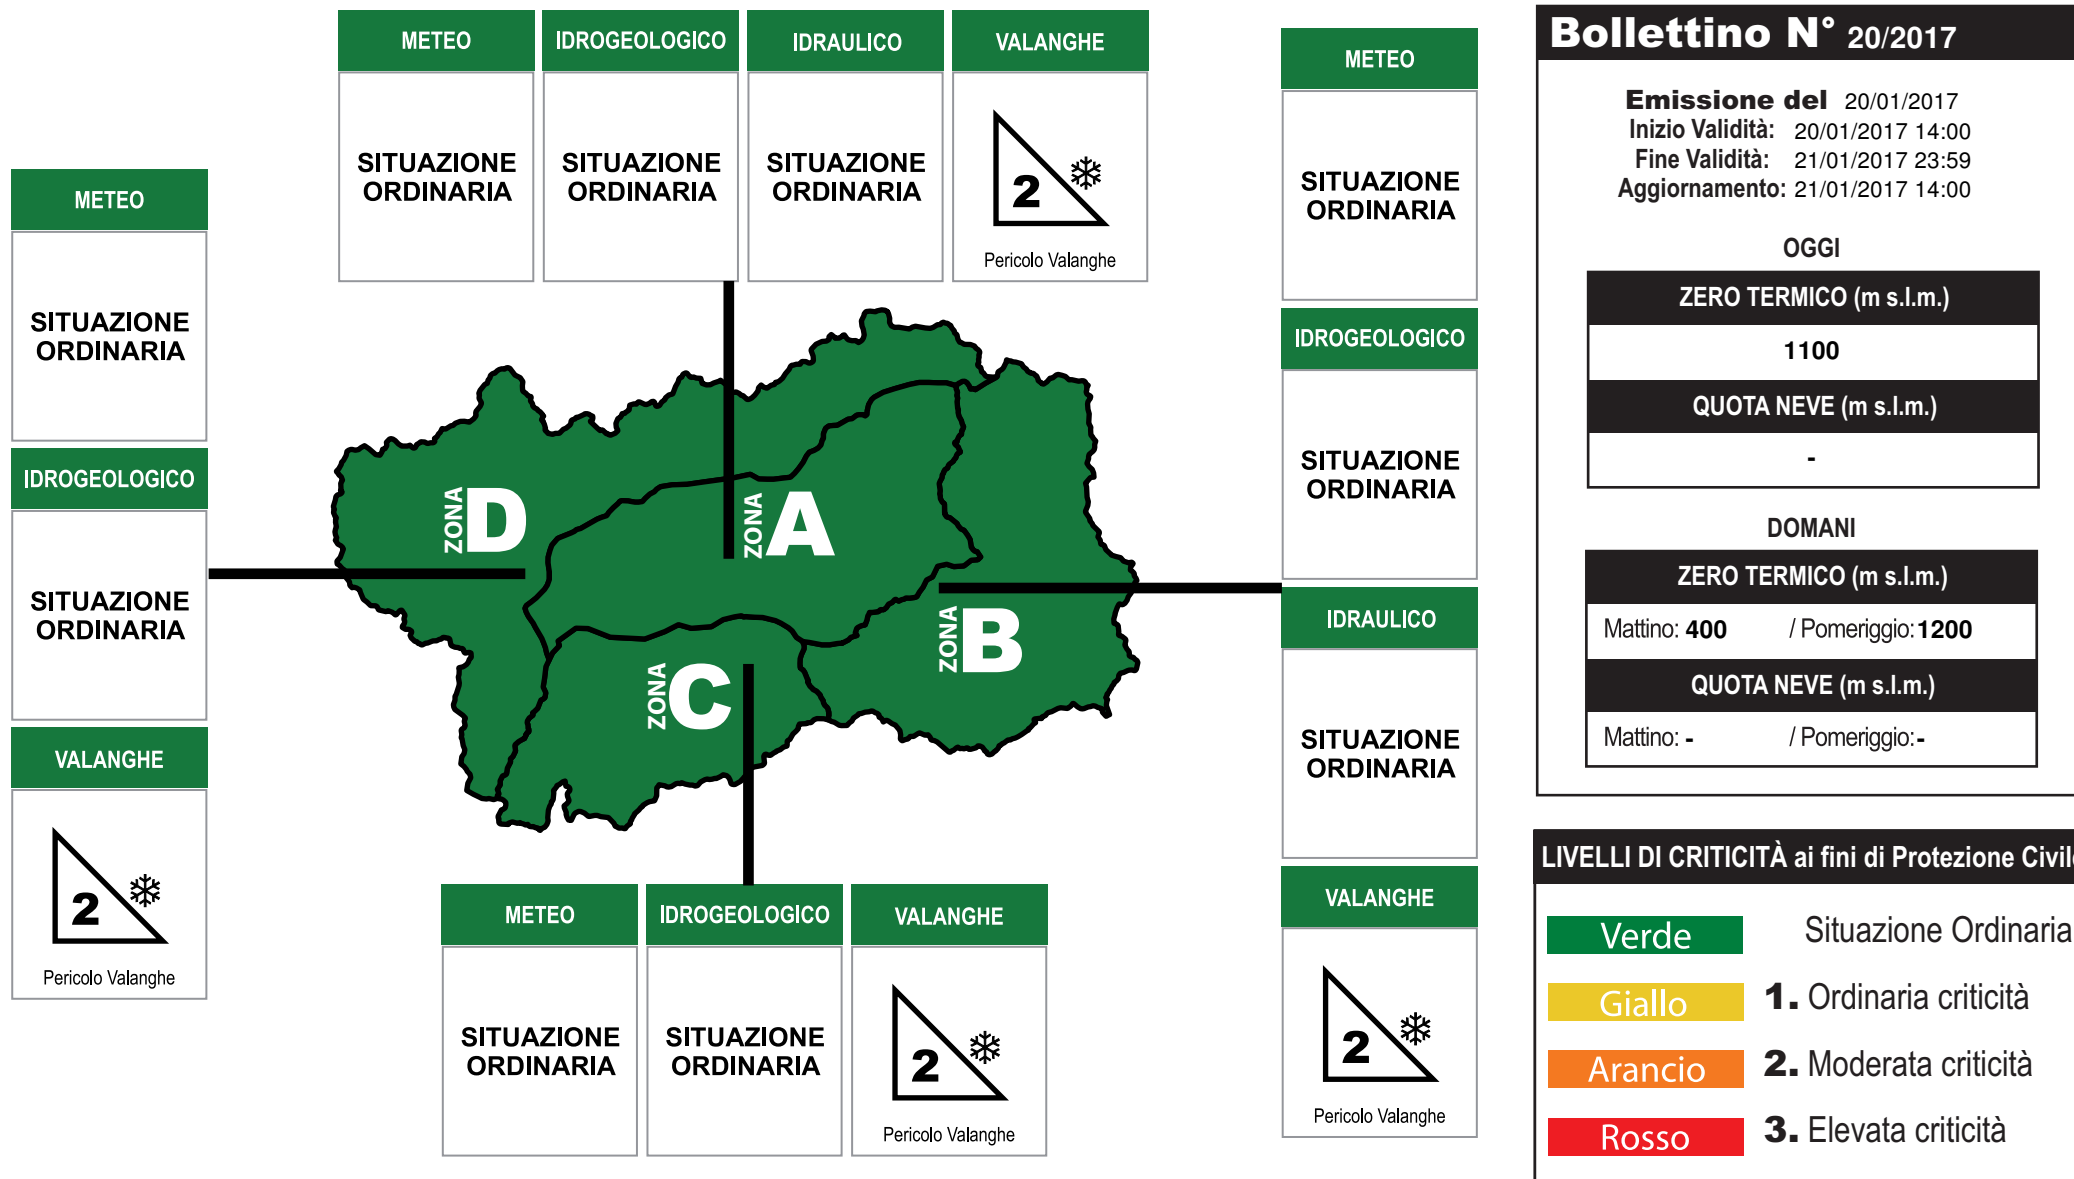 METEO
IDROGEOLOGICO
IDRAULICO
VALANGHE
SITUAZIONE
ORDINARIA
SITUAZIONE
ORDINARIA
SITUAZIONE
ORDINARIA
2
Pericolo Valanghe
METEO
SITUAZIONE
ORDINARIA
IDROGEOLOGICO
SITUAZIONE
ORDINARIA
VALANGHE
2
Pericolo Valanghe
ZONA D
ZONA A
ZONA B
ZONA C
METEO
IDROGEOLOGICO
VALANGHE
SITUAZIONE
ORDINARIA
SITUAZIONE
ORDINARIA
2
Pericolo Valanghe
METEO
SITUAZIONE
ORDINARIA
IDROGEOLOGICO
SITUAZIONE
ORDINARIA
IDRAULICO
SITUAZIONE
ORDINARIA
VALANGHE
2
Pericolo Valanghe
Bollettino N° 20/2017
Emissione del 20/01/2017
Inizio Validità: 20/01/2017 14:00
Fine Validità: 21/01/2017 23:59
Aggiornamento: 21/01/2017 14:00
OGGI
ZERO TERMICO (m s.l.m.)
1100
QUOTA NEVE (m s.l.m.)
-
DOMANI
ZERO TERMICO (m s.l.m.)
Mattino: 400 / Pomeriggio: 1200
QUOTA NEVE (m s.l.m.)
Mattino: - / Pomeriggio: -
LIVELLI DI CRITICITÀ ai fini di Protezione Civile
Verde Situazione Ordinaria
Giallo 1. Ordinaria criticità
Arancio 2. Moderata criticità
Rosso 3. Elevata criticità